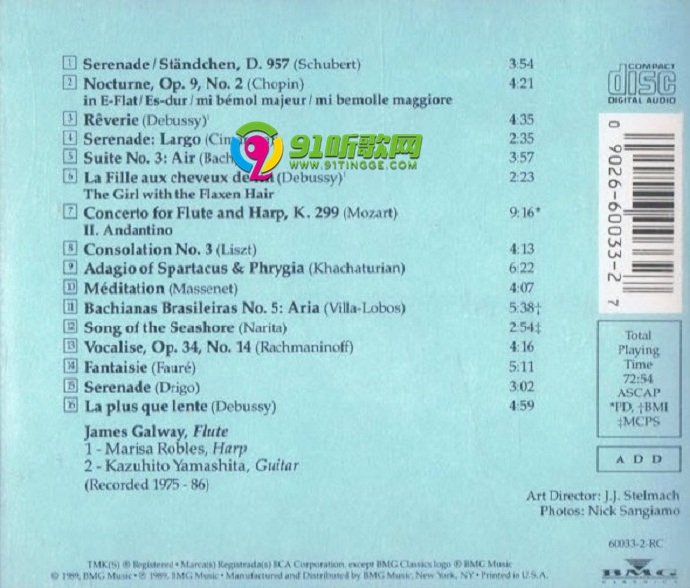 1 Serenade/Ständchen, D. 957 (Schubert) 3:54
2 Nocturne, Op. 9, No. 2 (Chopin) 4:21
in E-Flat/Es-dur/mi bémol majeur/mi bemolle maggiore
3 Rêverie (Debussy)¹ 4:35
4 Serenade: Largo 2:35
5 Suite No. 3: Air 3:57
6 La Fille aux cheveux de (Debussy)¹ 2:23
The Girl with the Flaxen Hair
7 Concerto for Flute and Harp, K. 299 (Mozart) 9:16*
II. Andantino
8 Consolation No. 3 (Liszt) 4:13
9 Adagio of Spartacus & Phrygia (Khachaturian) 6:22
10 Méditation (Massenet) 4:07
11 Bachianas Brasileiras No. 5: Aria (Villa-Lobos) 5:38†
12 Song of the Seashore (Narita) 2:54‡
13 Vocalise, Op. 34, No. 14 (Rachmaninoff) 4:16
14 Fantaisie (Fauré) 5:11
15 Serenade (Drigo) 3:02
16 La plus que lente (Debussy) 4:59
James Galway, Flute
1 - Marisa Robles, Harp
2 - Kazuhito Yamashita, Guitar
(Recorded 1975 - 86)
91听歌网
WWW.91TINGGE.COM
COMPACT
disc
DIGITAL AUDIO
0 9026-60033-2 7
Total
Playing
Time
72:54
ASCAP
*PD, †BMI
‡MCPS
A D D
Art Director: J.J. Stelmach
Photos: Nick Sangiamo
60033-2-RC
BMG
CLASSICS
TMK(S) ® Registered • Marca(s) Registrada(s) RCA Corporation, except BMG Classics logo ® BMG Music
© 1989, BMG Music • ℗ 1989, BMG Music • Manufactured and Distributed by BMG Music, New York, NY • Printed in U.S.A.